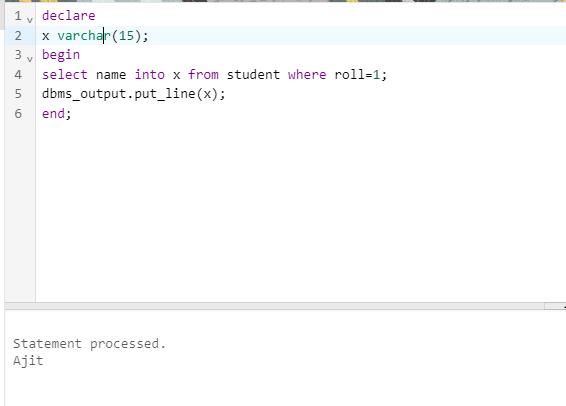 1 declare
2 x varchar(15);
3 begin
4 select name into x from student where roll=1;
5 dbms_output.put_line(x);
6 end;
Statement processed.
Ajit